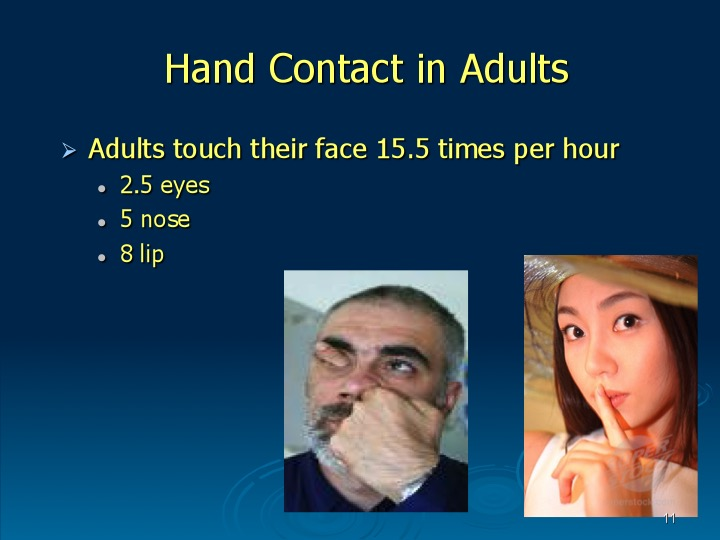 Hand Contact in Adults
Adults touch their face 15.5 times per hour
2.5 eyes
5 nose
8 lip
11